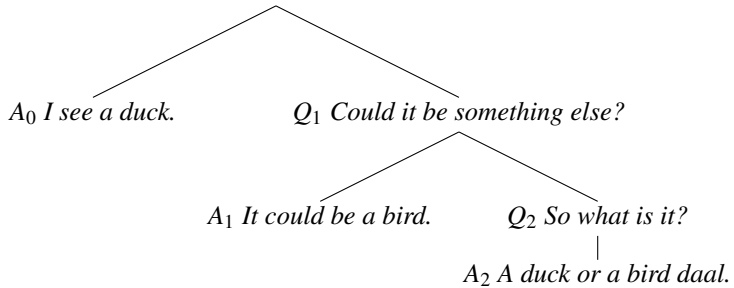 A₀ I see a duck.
Q₁ Could it be something else?
A₁ It could be a bird.
Q₂ So what is it?
A₂ A duck or a bird daal.